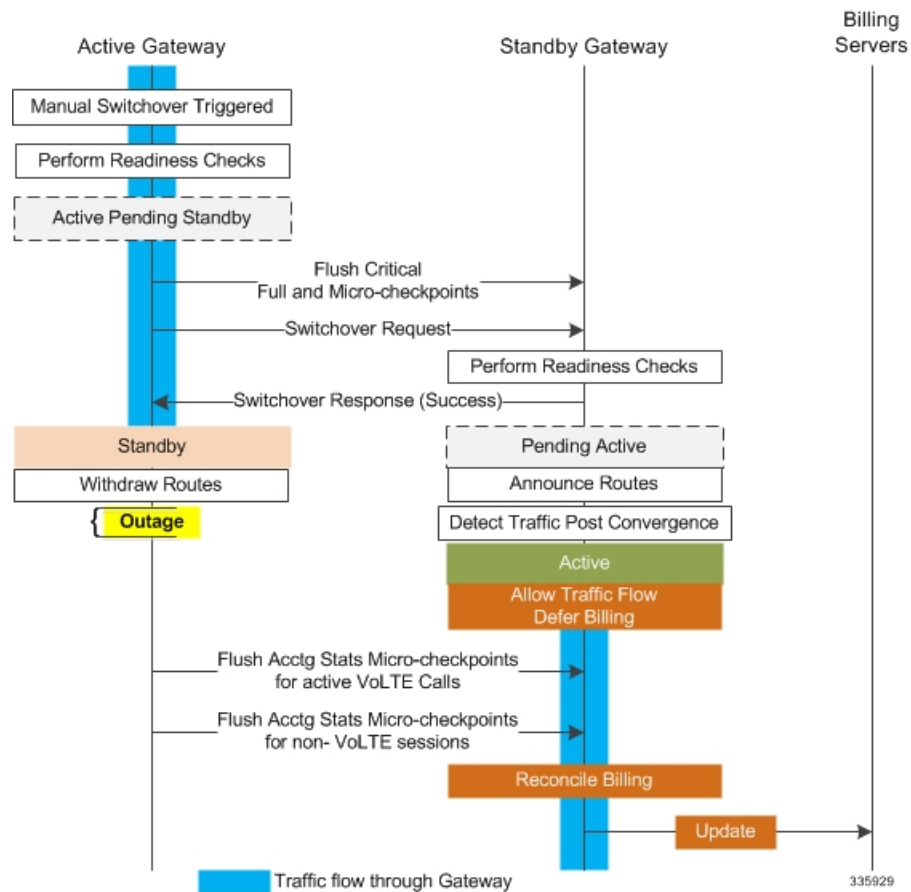 Billing
Servers
Active Gateway
Standby Gateway
Manual Switchover Triggered
Perform Readiness Checks
Active Pending Standby
Flush Critical
Full and Micro-checkpoints
Switchover Request
Perform Readiness Checks
Switchover Response (Success)
Standby
Pending Active
Withdraw Routes
Announce Routes
{ Outage
Detect Traffic Post Convergence
Active
Allow Traffic Flow
Defer Billing
Flush Acctg Stats Micro-checkpoints
for active VoLTE Calls
Flush Acctg Stats Micro-checkpoints
for non- VoLTE sessions
Reconcile Billing
Update
Traffic flow through Gateway
335929